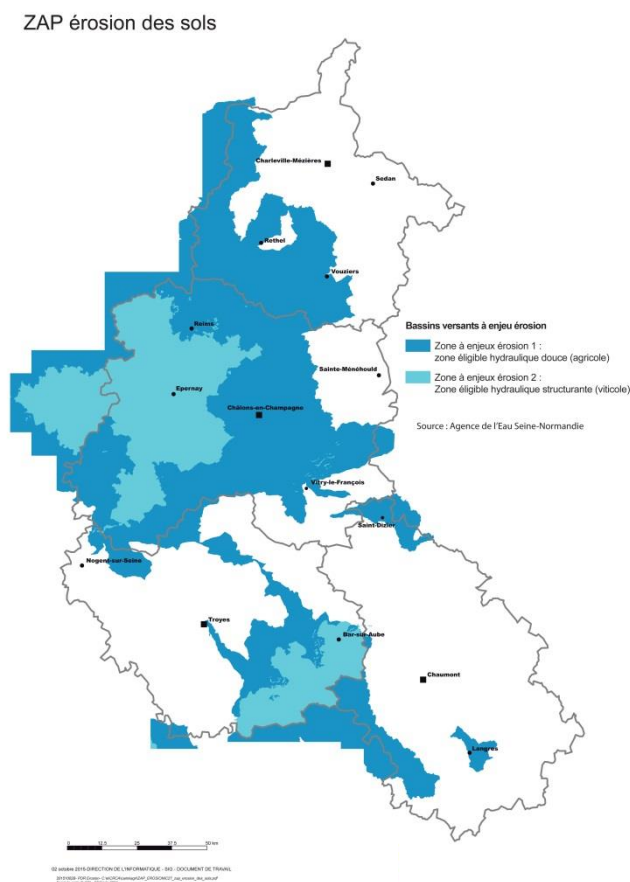 ZAP érosion des sols
Charleville-Mézières
Sedan
Rethel
Vouziers
Reims
Bassins versants à enjeu érosion
Zone à enjeux érosion 1 :
zone éligible hydraulique douce (agricole)
Zone à enjeux érosion 2 :
Zone éligible hydraulique structurante (viticole)
Sainte-Ménéhould
Epernay
Châlons-en-Champagne
Source : Agence de l'Eau Seine-Normandie
Vitry-le-François
Saint-Dizier
Nogent-sur-Seine
Troyes
Bar-sur-Aube
Chaumont
Langres
0 12.5 25 37.5 50 km
02 octobre 2015 DIRECTION DE L'INFORMATIQUE - SIG - DOCUMENT DE TRAVAIL